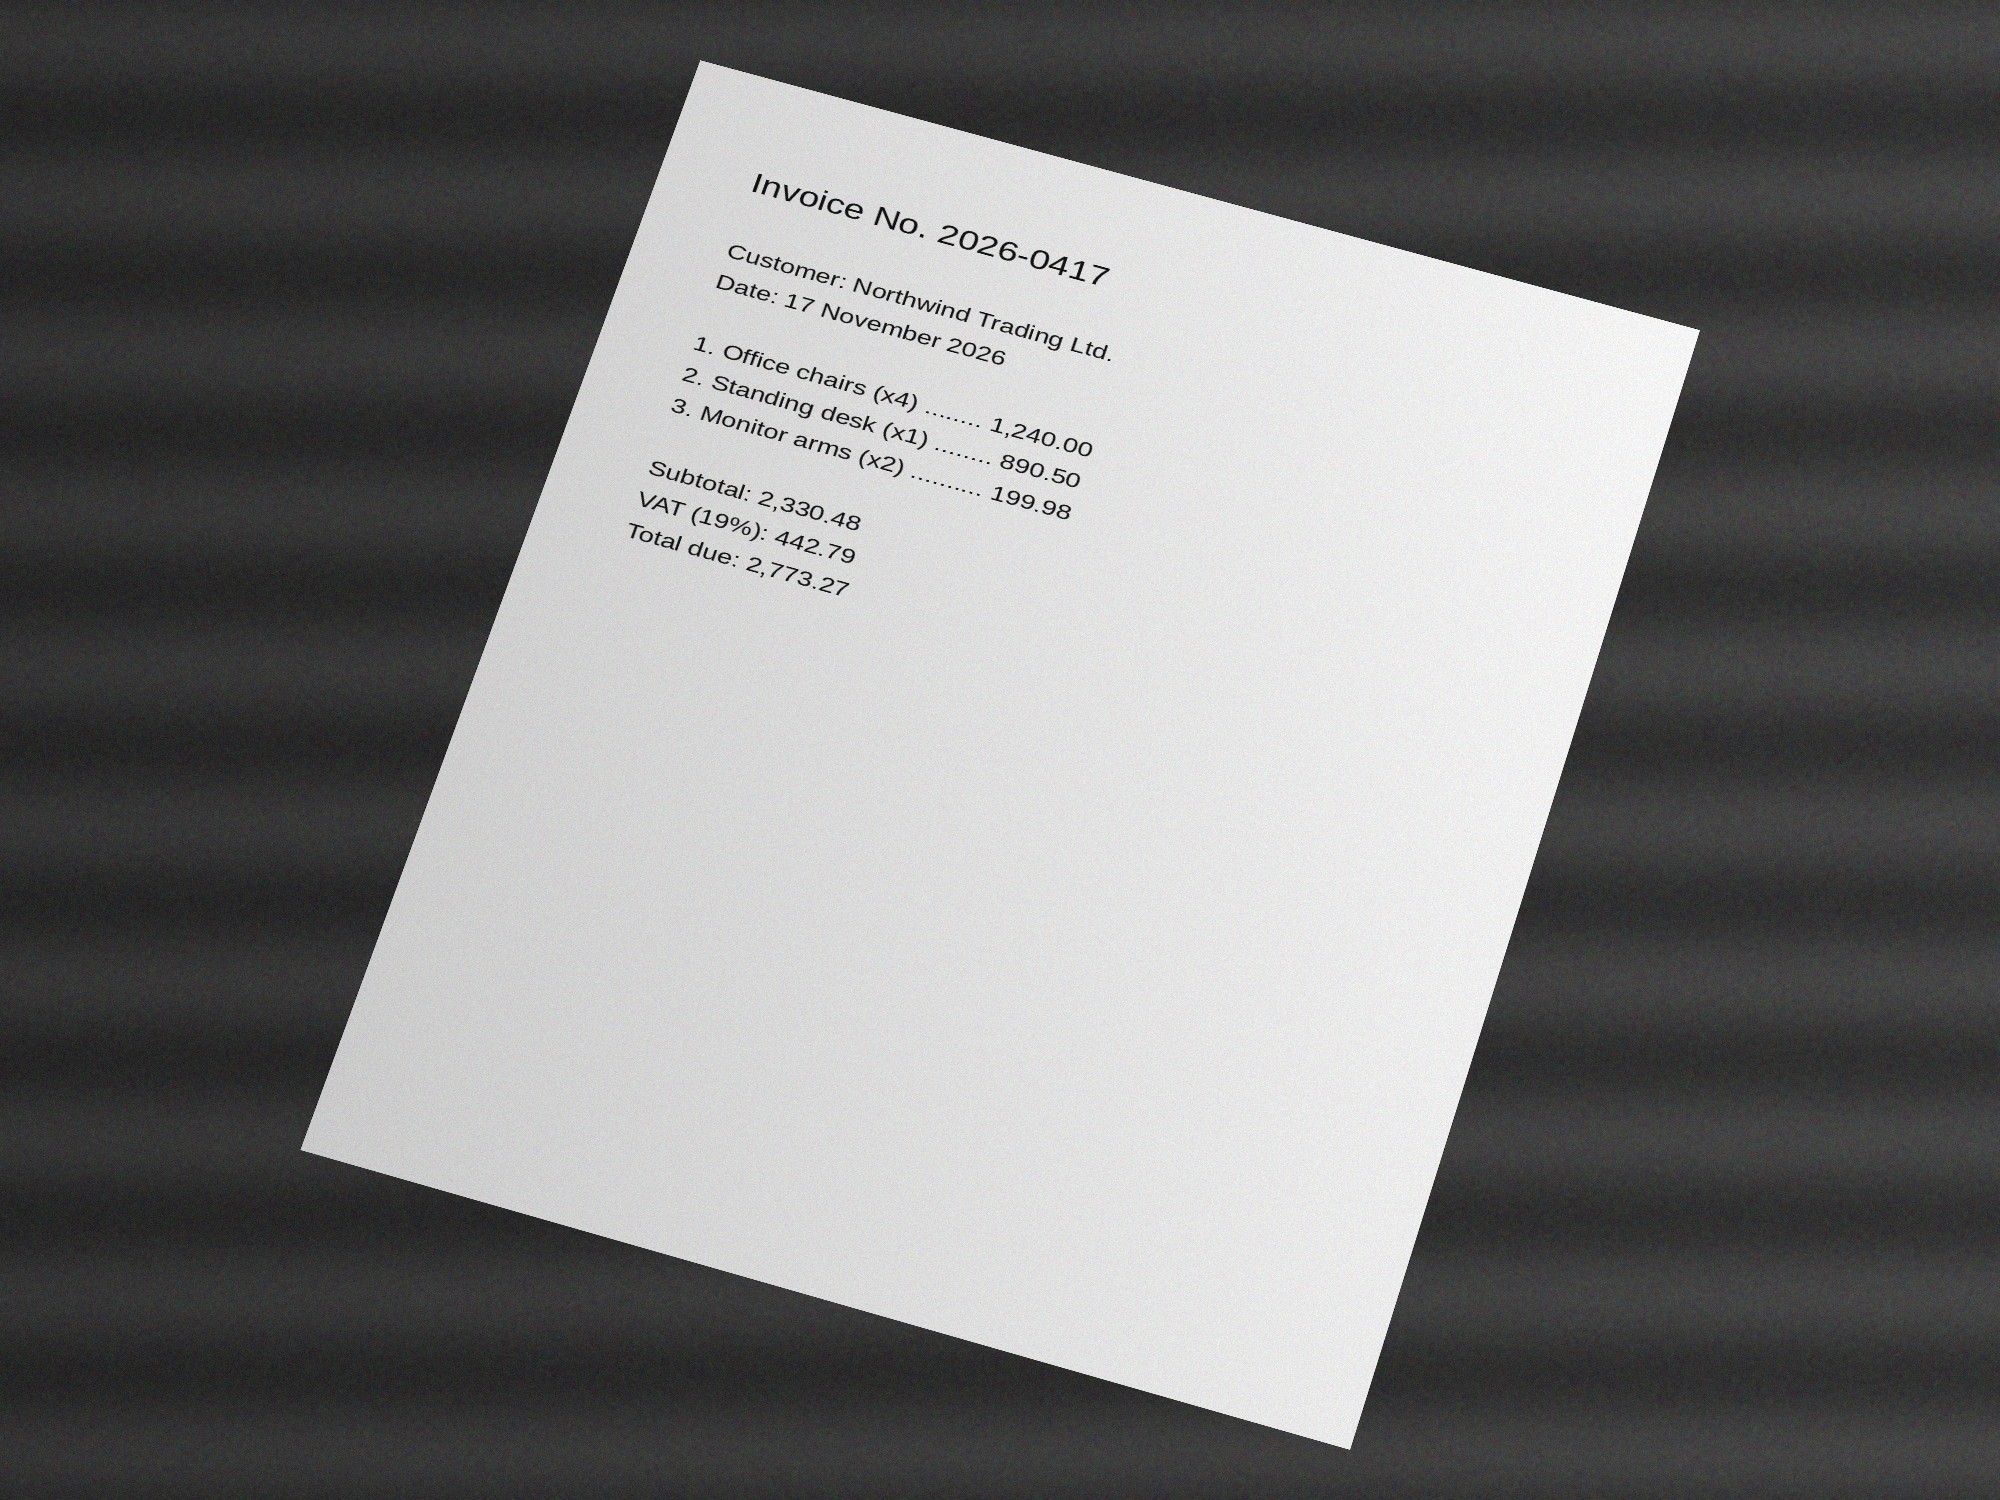 Invoice No. 2026-0417
Customer: Northwind Trading Ltd.
Date: 17 November 2026
1. Office chairs (x4) ........ 1,240.00
2. Standing desk (x1) ........ 890.50
3. Monitor arms (x2) .......... 199.98
Subtotal: 2,330.48
VAT (19%): 442.79
Total due: 2,773.27